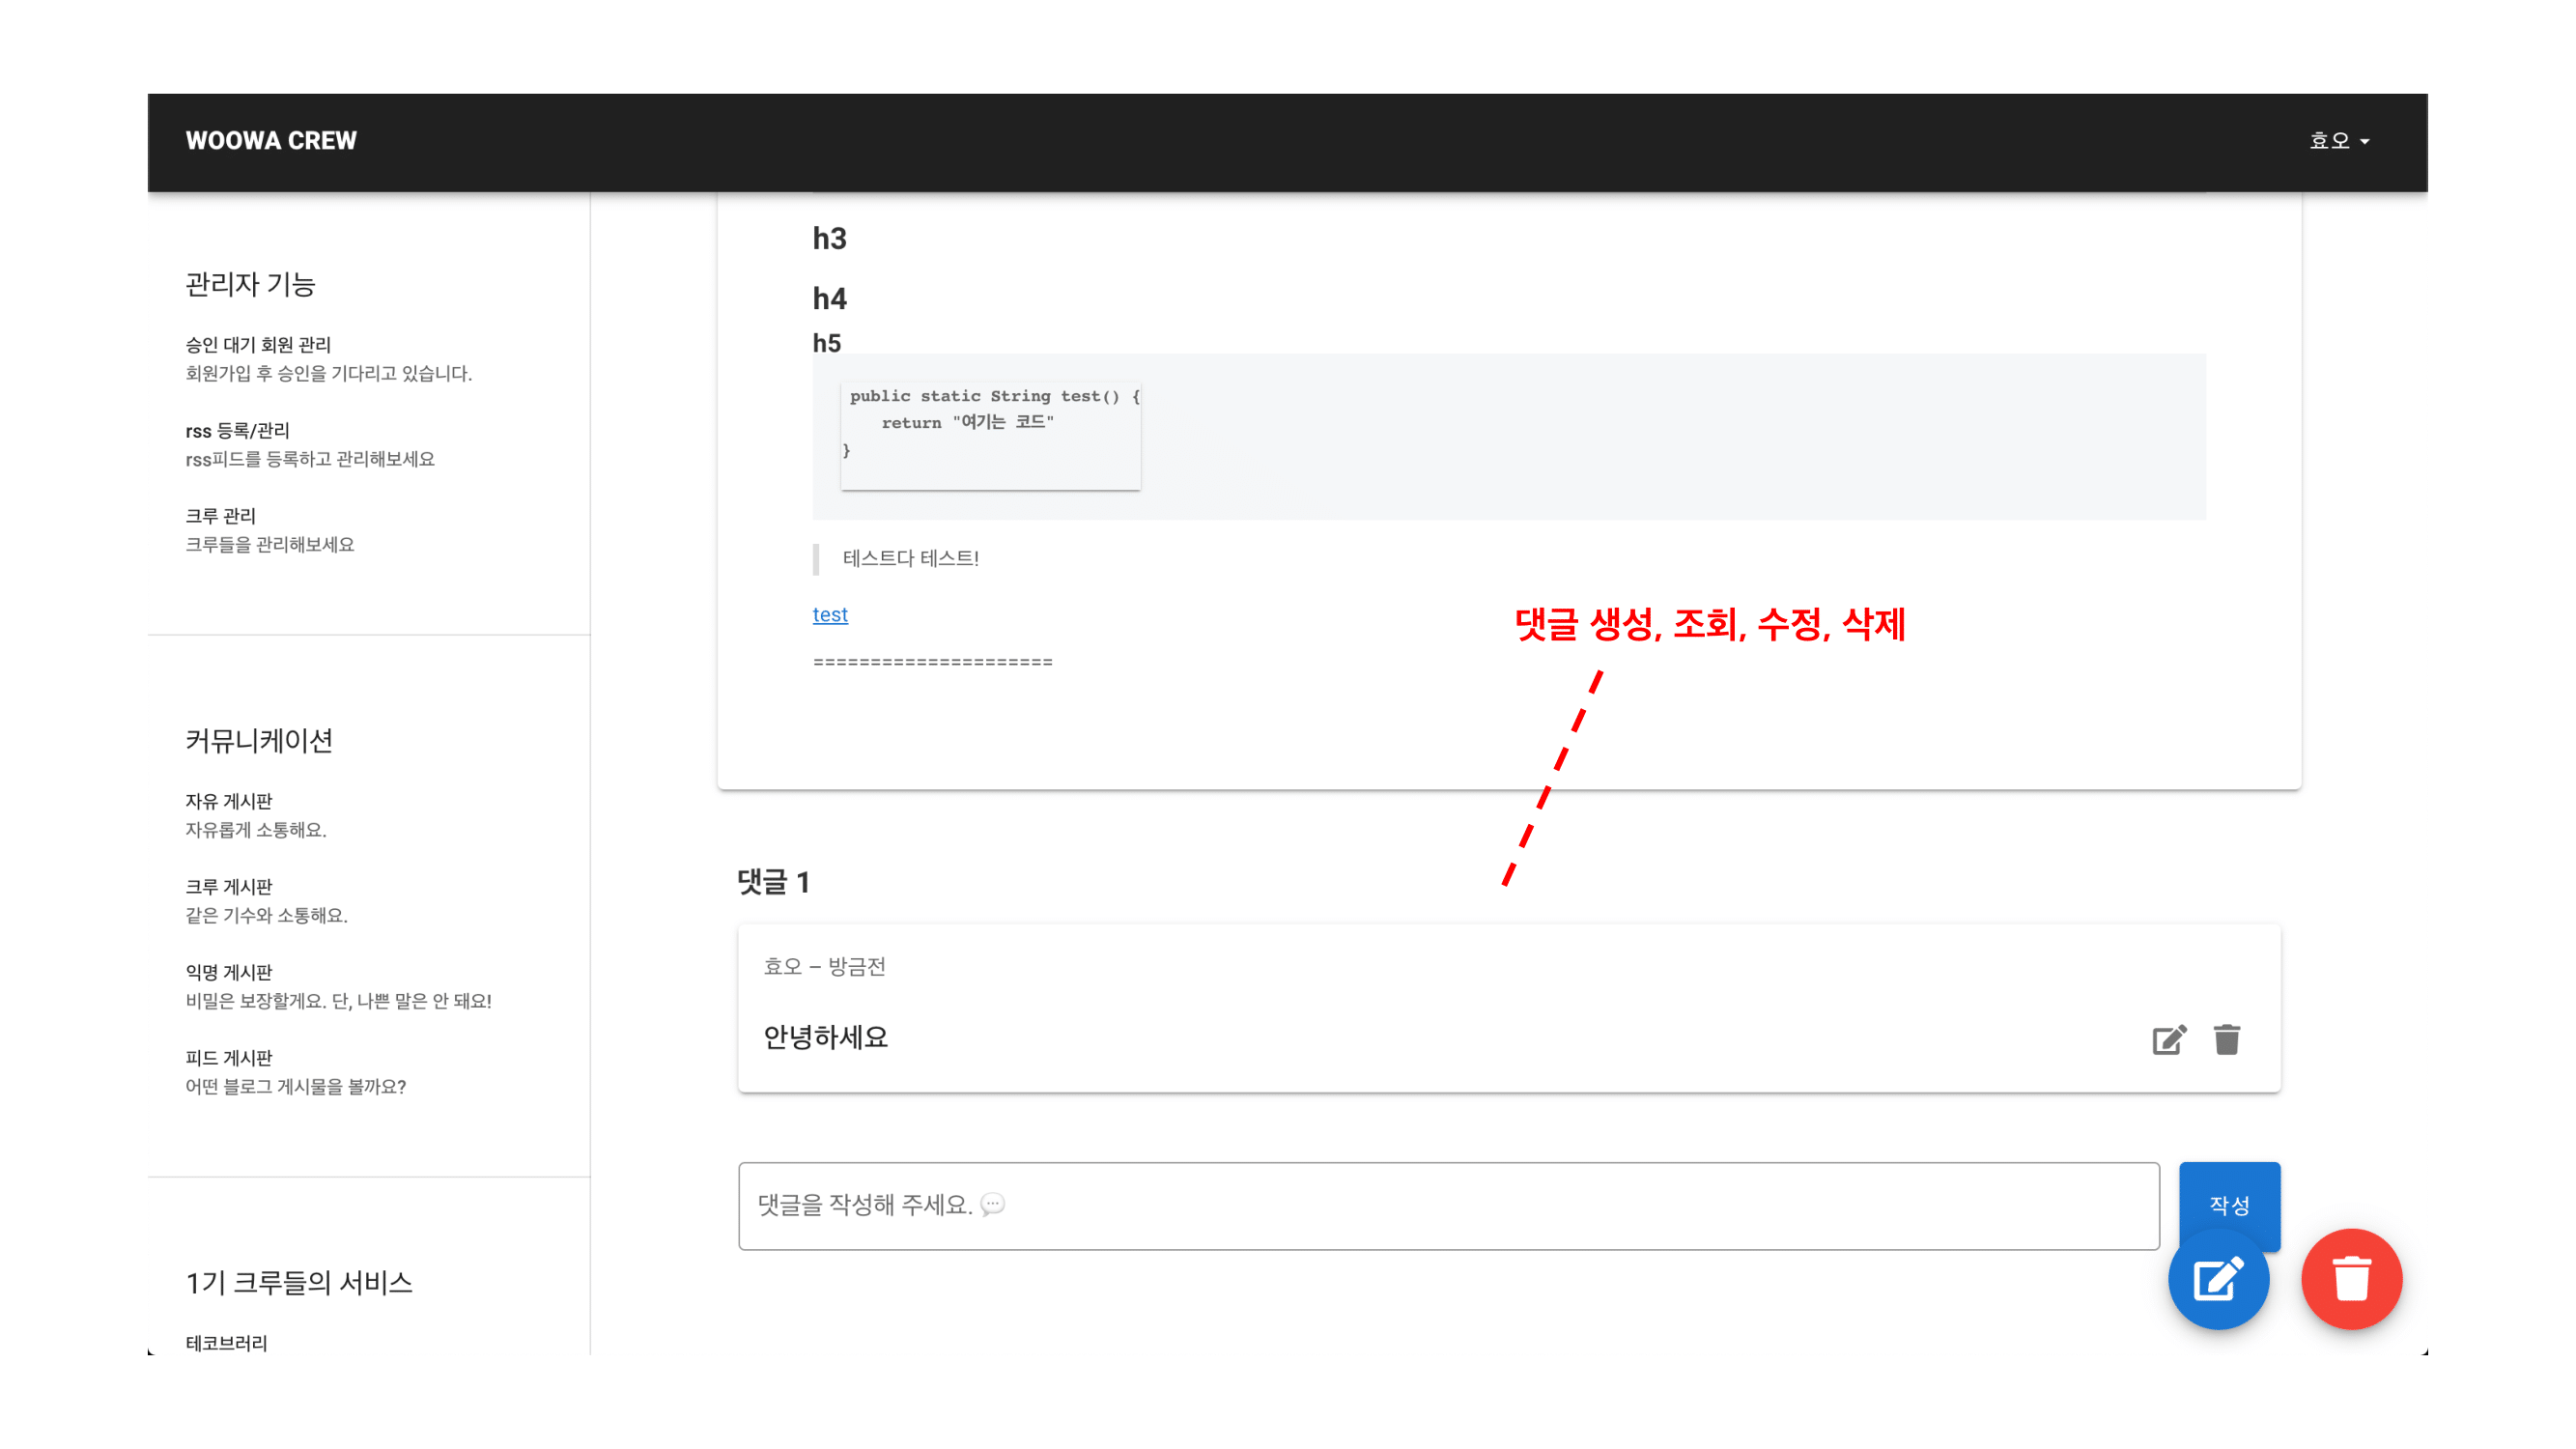 WOOWA CREW
효오
관리자 기능
승인 대기 회원 관리
회원가입 후 승인을 기다리고 있습니다.
rss 등록/관리
rss피드를 등록하고 관리해보세요
크루 관리
크루들을 관리해보세요
커뮤니케이션
자유 게시판
자유롭게 소통해요.
크루 게시판
같은 기수와 소통해요.
익명 게시판
비밀은 보장할게요. 단, 나쁜 말은 안 돼요!
피드 게시판
어떤 블로그 게시물을 볼까요?
1기 크루들의 서비스
테코브러리
h3
h4
h5
public static String test() {
return "여기는 코드"
}
테스트다 테스트!
test
=====================
댓글 생성, 조회, 수정, 삭제
댓글 1
효오 – 방금전
안녕하세요
댓글을 작성해 주세요. 💬
작성